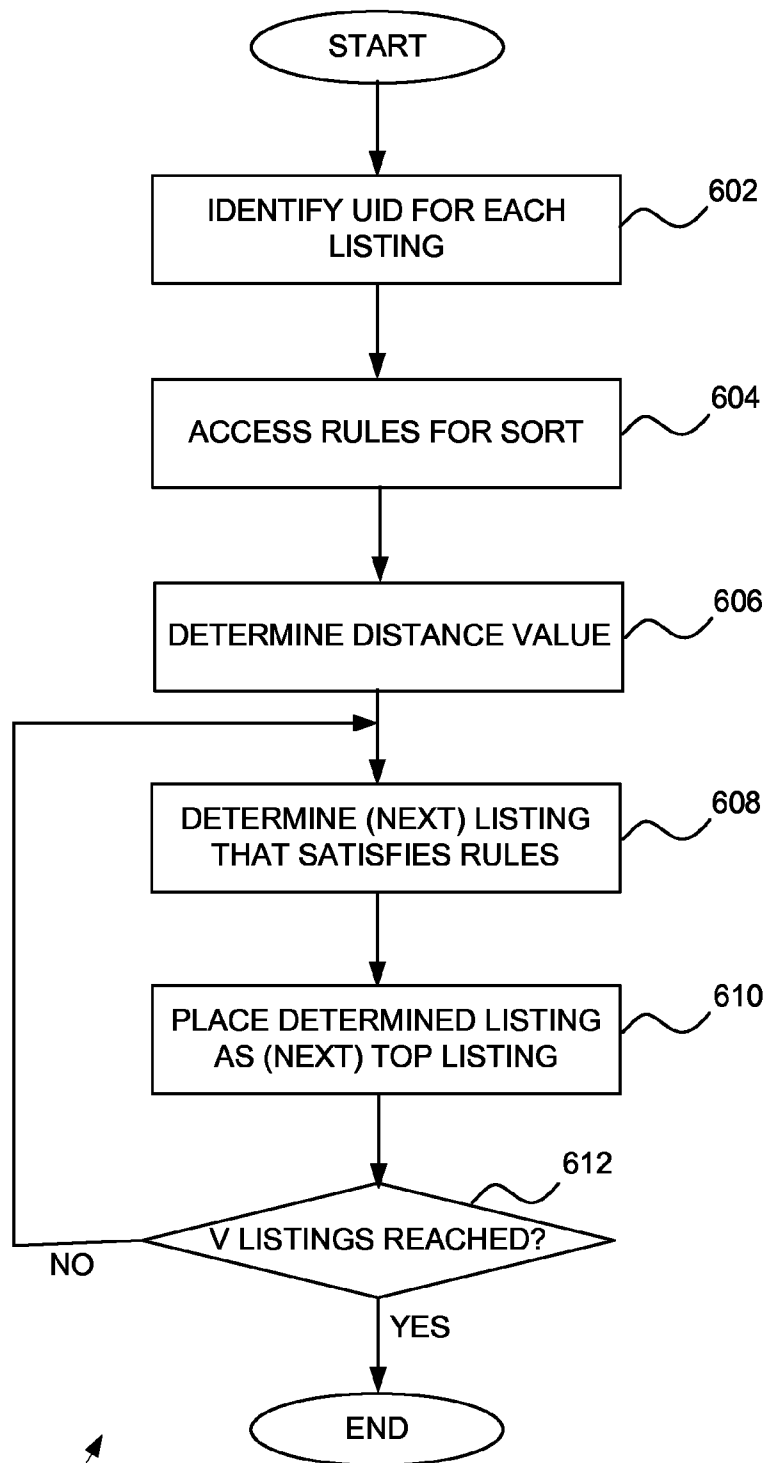 START
IDENTIFY UID FOR EACH
LISTING
602
ACCESS RULES FOR SORT
604
DETERMINE DISTANCE VALUE
606
DETERMINE (NEXT) LISTING
THAT SATISFIES RULES
608
PLACE DETERMINED LISTING
AS (NEXT) TOP LISTING
610
612
V LISTINGS REACHED?
NO
YES
END